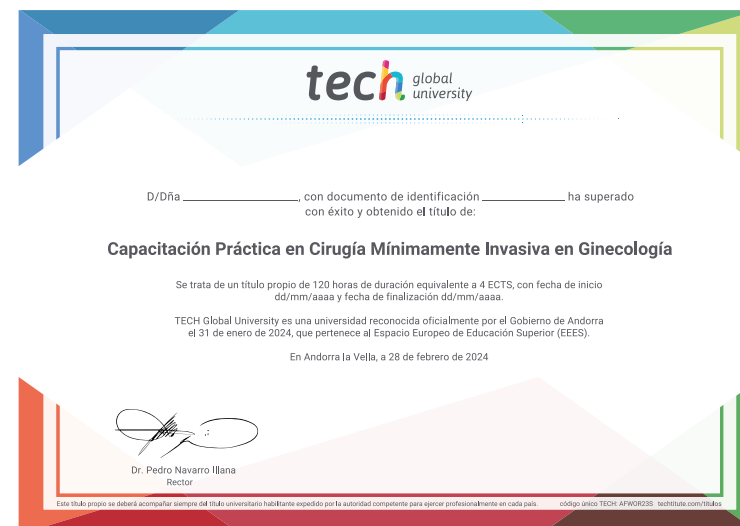 tech global
university
D/Dña ____________, con documento de identificación ____________ ha superado
con éxito y obtenido el título de:
Capacitación Práctica en Cirugía Mínimamente Invasiva en Ginecología
Se trata de un título propio de 120 horas de duración equivalente a 4 ECTS, con fecha de inicio
dd/mm/aaaa y fecha de finalización dd/mm/aaaa.
TECH Global University es una universidad reconocida oficialmente por el Gobierno de Andorra
el 31 de enero de 2024, que pertenece al Espacio Europeo de Educación Superior (EEES).
En Andorra la Vella, a 28 de febrero de 2024
Dr. Pedro Navarro Illana
Rector
Este título propio se deberá acompañar siempre del título universitario habilitante expedido por la autoridad competente para ejercer profesionalmente en cada país. código único TECH: AFWOR23S techtitute.com/titulos